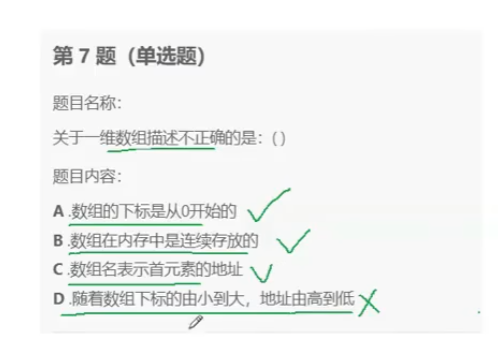 第 7 题（单选题）
题目名称：
关于一维数组描述不正确的是：( )
题目内容：
A .数组的下标是从0开始的
B .数组在内存中是连续存放的
C .数组名表示首元素的地址
D .随着数组下标的由小到大，地址由高到低